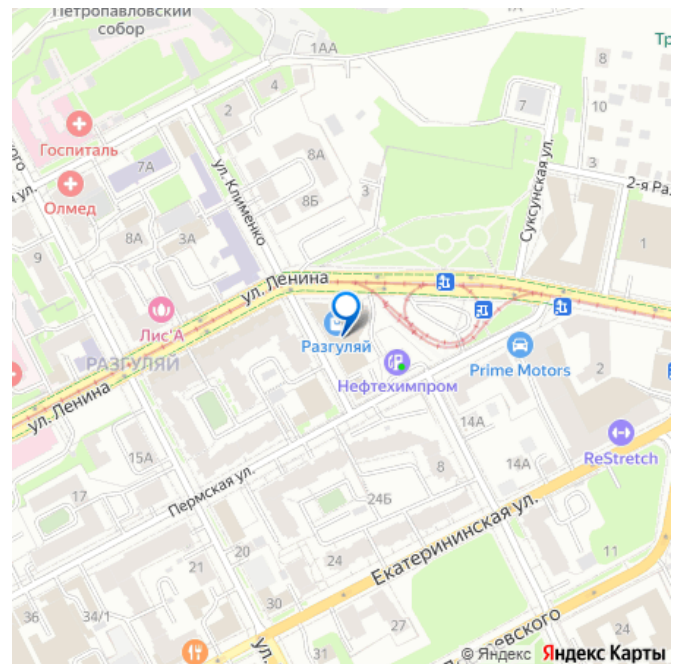 Петропавловский
собор
1АА
1А
Тр
8
4
2
7
10
Госпиталь
8А
7А
ул. Клименко
Суксунская ул.
3
2-я Раз
Олмед
8Б
3
8А
3А
9
1
ул. Ленина
Лис'А
Разгуляй
РАЗГУЛЯЙ
Нефтехимпром
Prime Motors
2
ул. Ленина
14А
ReStretch
15А
8
14А
17
Пермская ул.
24Б
Екатерининская ул.
20
24
21
11
30
36
34/1
27
24
31
ул.
© Яндекс Яндекс Карты